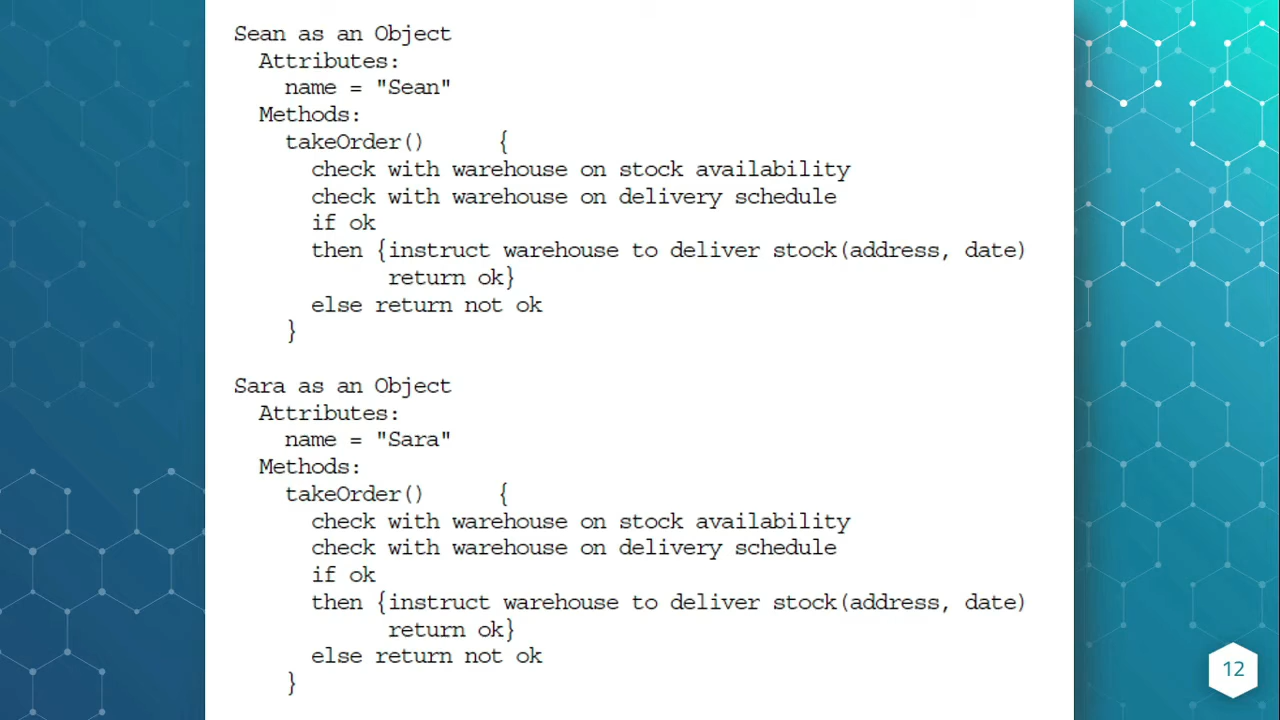 Sean as an Object
Attributes:
name = "Sean"
Methods:
takeOrder() {
check with warehouse on stock availability
check with warehouse on delivery schedule
if ok
then {instruct warehouse to deliver stock(address, date)
return ok}
else return not ok
}
Sara as an Object
Attributes:
name = "Sara"
Methods:
takeOrder() {
check with warehouse on stock availability
check with warehouse on delivery schedule
if ok
then {instruct warehouse to deliver stock(address, date)
return ok}
else return not ok
}
12